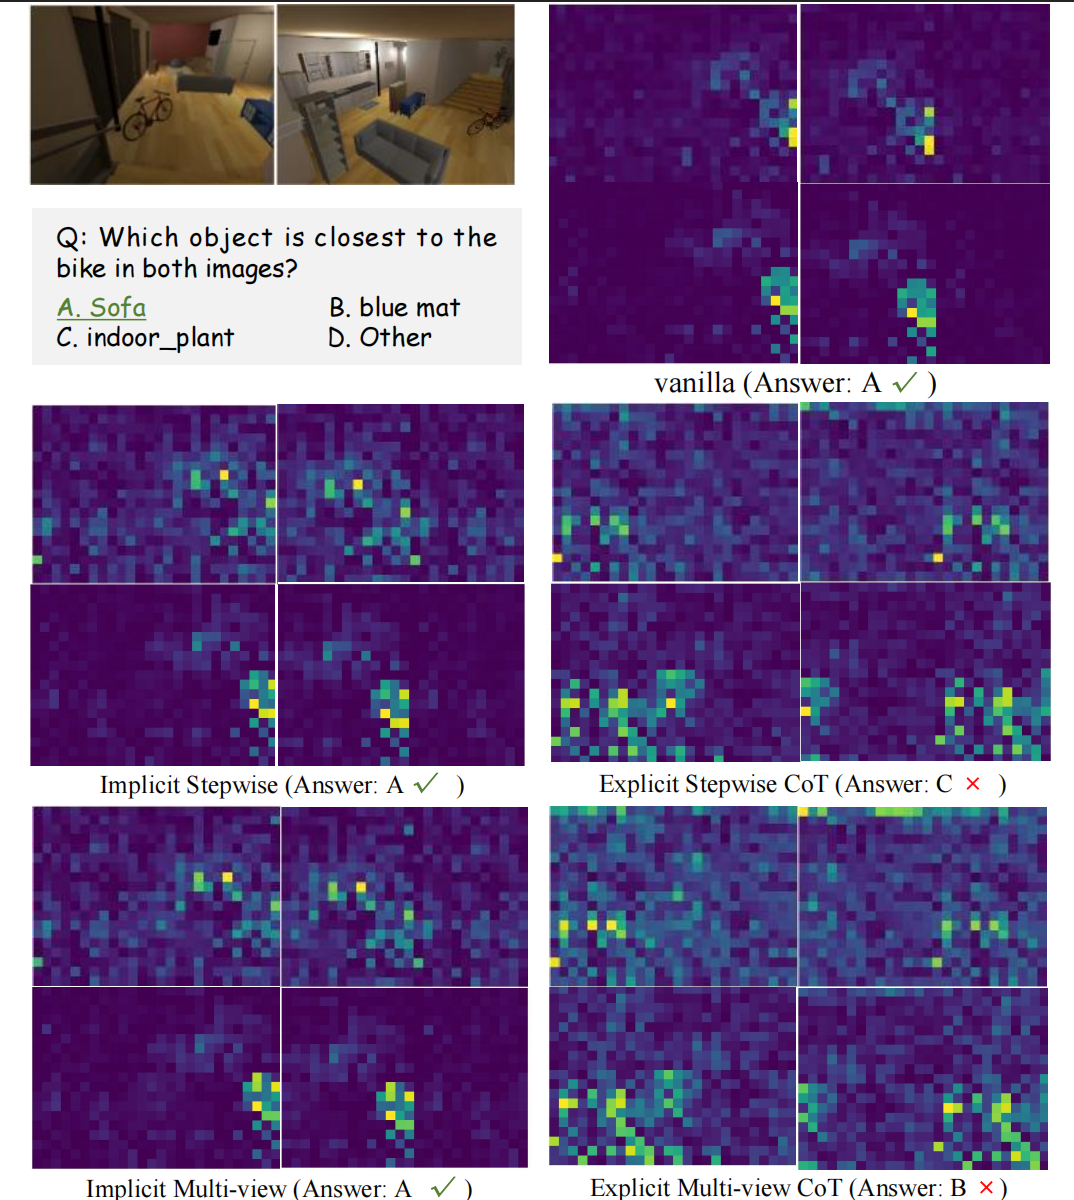 Q: Which object is closest to the
bike in both images?
A. Sofa
B. blue mat
C. indoor_plant
D. Other
vanilla (Answer: A ✓ )
Implicit Stepwise (Answer: A ✓ )
Explicit Stepwise CoT (Answer: C × )
Implicit Multi-view (Answer: A ✓ )
Explicit Multi-view CoT (Answer: B × )